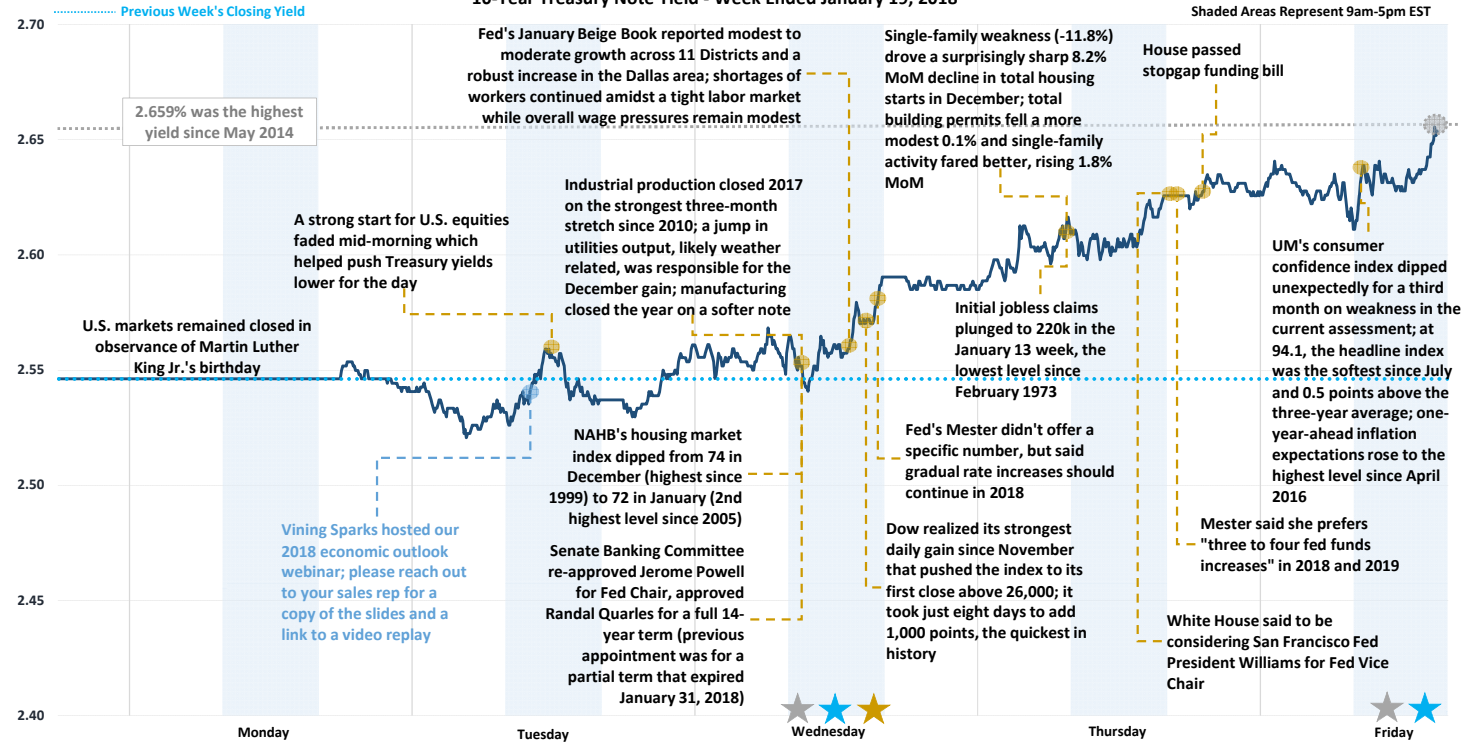 10-Year Treasury Note Yield - Week Ended January 19, 2018
Previous Week's Closing Yield
Shaded Areas Represent 9am-5pm EST
2.70
2.65
2.60
2.55
2.50
2.45
2.40
2.659% was the highest
yield since May 2014
U.S. markets remained closed in
observance of Martin Luther
King Jr.'s birthday
A strong start for U.S. equities
faded mid-morning which
helped push Treasury yields
lower for the day
Vining Sparks hosted our
2018 economic outlook
webinar; please reach out
to your sales rep for a
copy of the slides and a
link to a video replay
Fed's January Beige Book reported modest to
moderate growth across 11 Districts and a
robust increase in the Dallas area; shortages of
workers continued amidst a tight labor market
while overall wage pressures remain modest
Industrial production closed 2017
on the strongest three-month
stretch since 2010; a jump in
utilities output, likely weather
related, was responsible for the
December gain; manufacturing
closed the year on a softer note
NAHB's housing market
index dipped from 74 in
December (highest since
1999) to 72 in January (2nd
highest level since 2005)
Senate Banking Committee
re-approved Jerome Powell
for Fed Chair, approved
Randal Quarles for a full 14-
year term (previous
appointment was for a
partial term that expired
January 31, 2018)
Single-family weakness (-11.8%)
drove a surprisingly sharp 8.2%
MoM decline in total housing
starts in December; total
building permits fell a more
modest 0.1% and single-family
activity fared better, rising 1.8%
MoM
Initial jobless claims
plunged to 220k in the
January 13 week, the
lowest level since
February 1973
Fed's Mester didn't offer a
specific number, but said
gradual rate increases should
continue in 2018
Dow realized its strongest
daily gain since November
that pushed the index to its
first close above 26,000; it
took just eight days to add
1,000 points, the quickest in
history
House passed
stopgap funding bill
UM's consumer
confidence index dipped
unexpectedly for a third
month on weakness in the
current assessment; at
94.1, the headline index
was the softest since July
and 0.5 points above the
three-year average; one-
year-ahead inflation
expectations rose to the
highest level since April
2016
Mester said she prefers
"three to four fed funds
increases" in 2018 and 2019
White House said to be
considering San Francisco Fed
President Williams for Fed Vice
Chair
Monday
Tuesday
Wednesday
Thursday
Friday